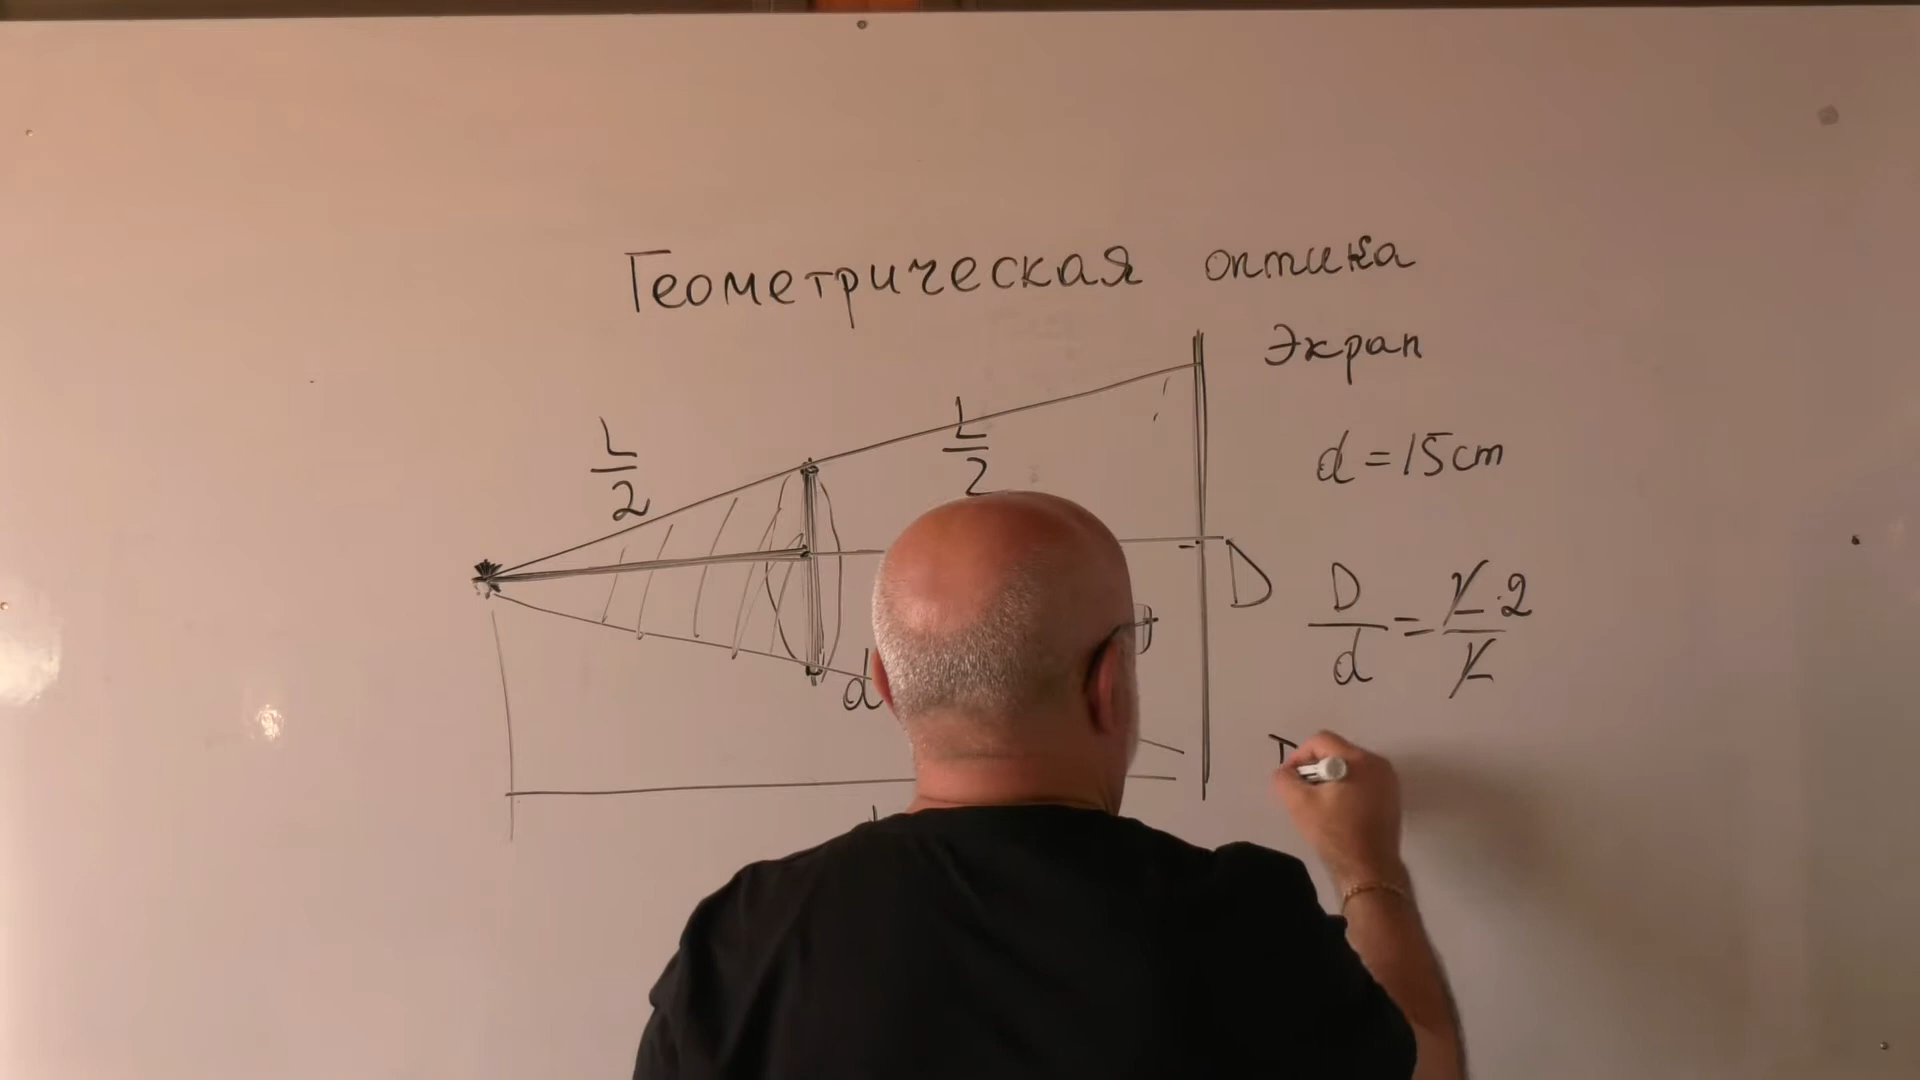 Геометрическая оптика
Экран
L/2
L/2
d = 15 cm
D
D/d = L·2/L
d